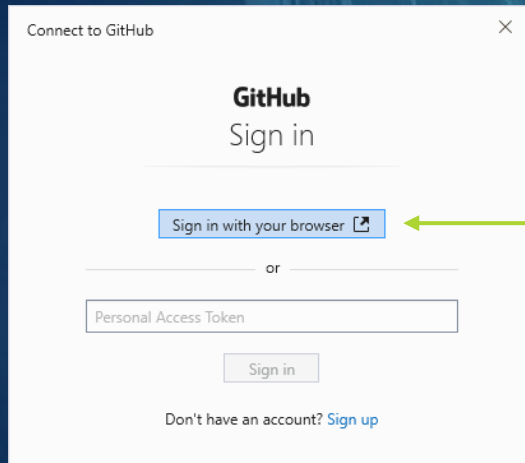 Connect to GitHub
GitHub
Sign in
Sign in with your browser
or
Personal Access Token
Sign in
Don't have an account? Sign up